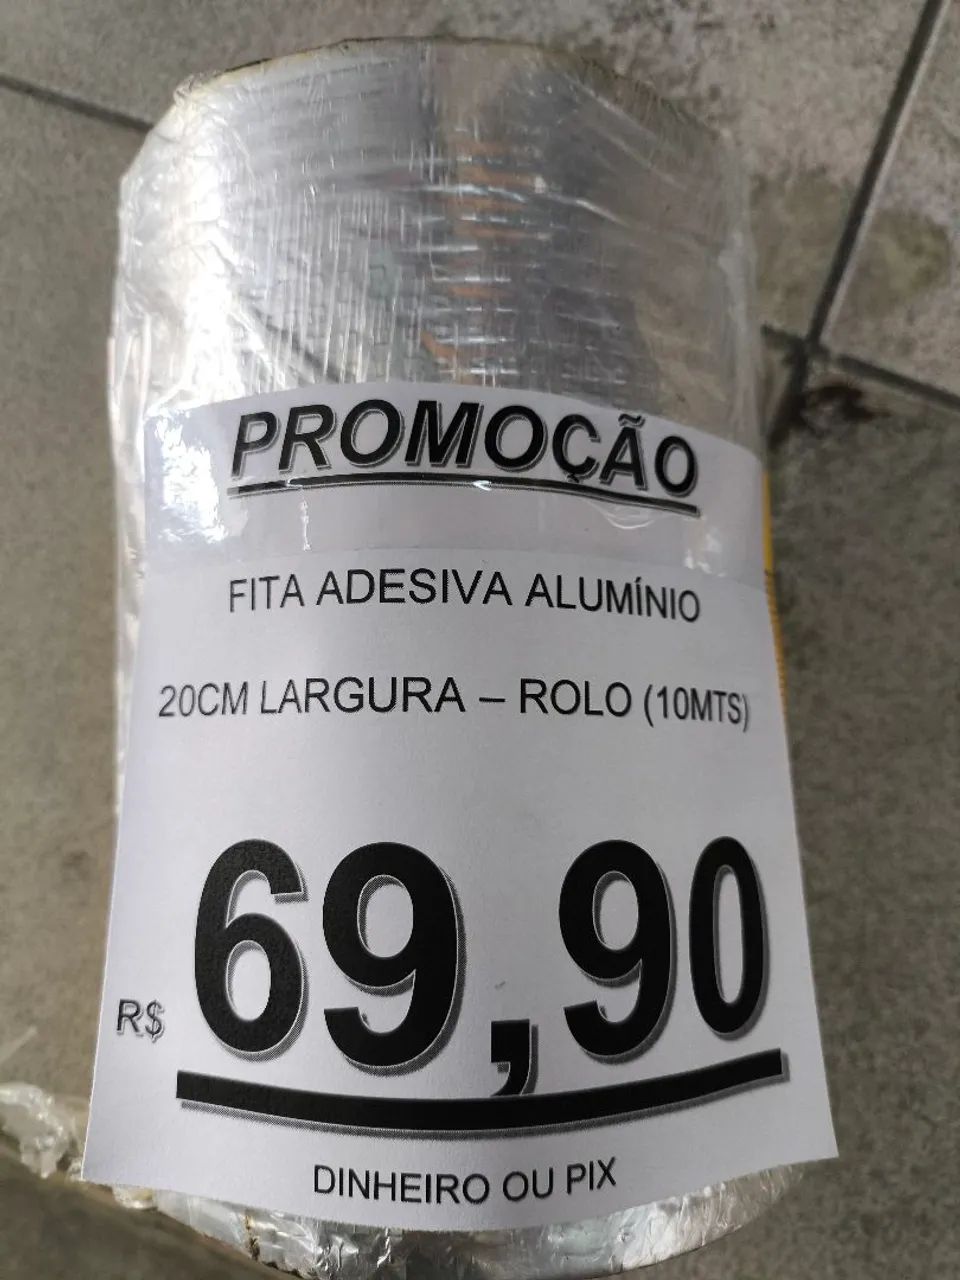 PROMOÇÃO
FITA ADESIVA ALUMÍNIO
20CM LARGURA – ROLO (10MTS)
R$ 69,90
DINHEIRO OU PIX